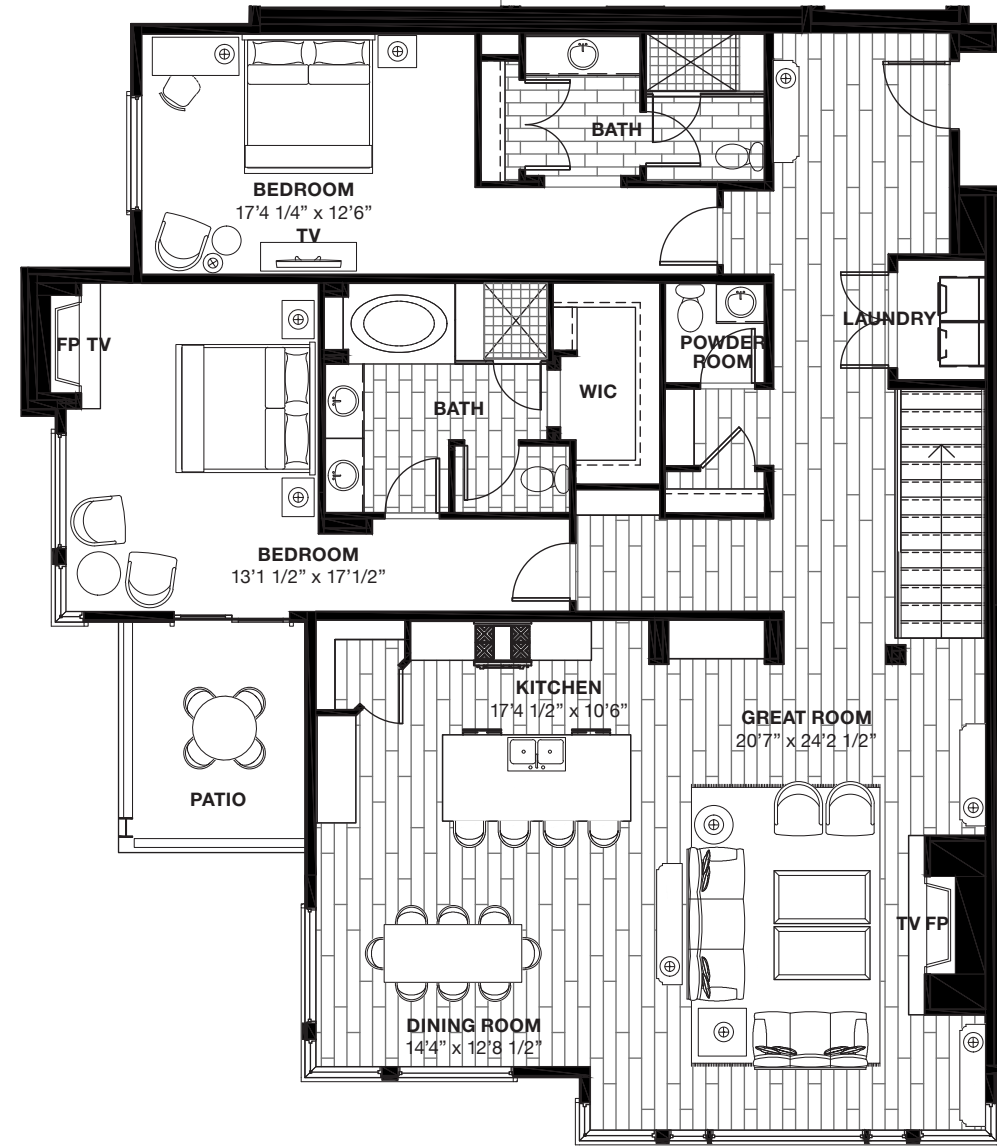 BATH
BEDROOM
17'4 1/4” x 12'6”
TV
LAUNDRY
FP TV
POWDER
ROOM
WIC
BATH
BEDROOM
13'1 1/2” x 17'1/2”
KITCHEN
17'4 1/2” x 10'6”
GREAT ROOM
20'7” x 24'2 1/2”
PATIO
TV FP
DINING ROOM
14'4” x 12'8 1/2”